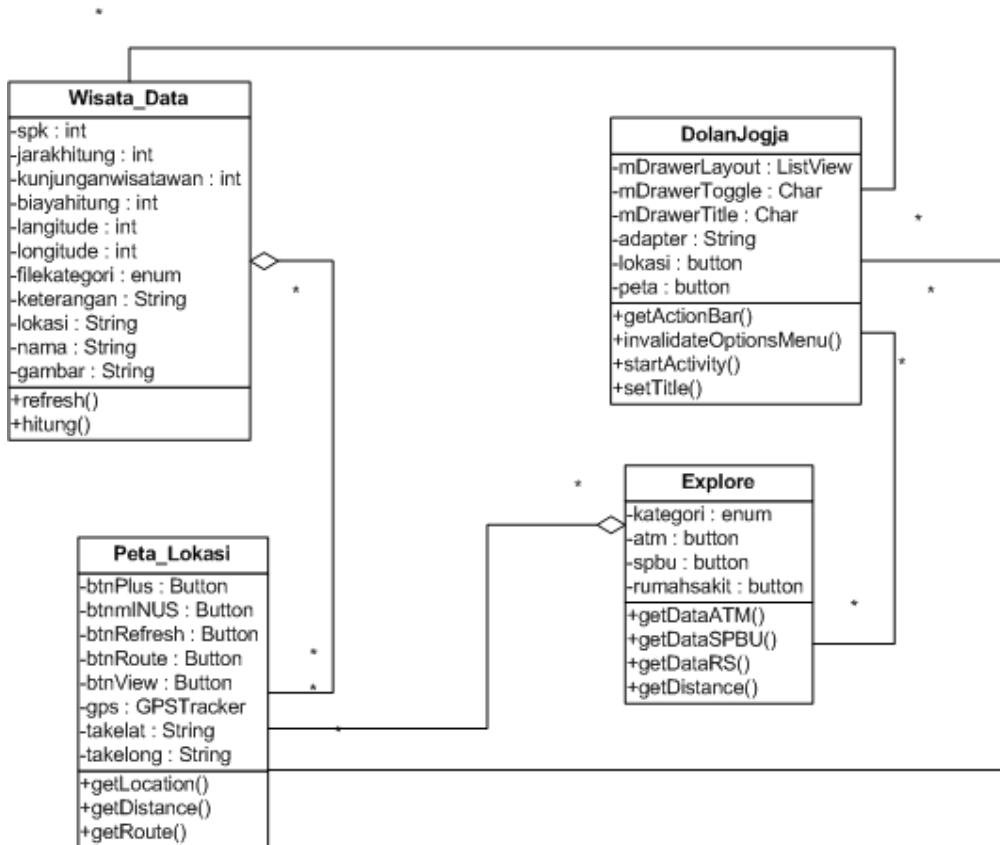 *
Wisata_Data
-spk : int
-jarakhitung : int
-kunjunganwisatawan : int
-biayahitung : int
-langitude : int
-longitude : int
-filekategori : enum
-keterangan : String
-lokasi : String
-nama : String
-gambar : String
+refresh()
+hitung()
*
DolanJogja
-mDrawerLayout : ListView
-mDrawerToggle : Char
-mDrawerTitle : Char
-adapter : String
-lokasi : button
-peta : button
+getActionBar()
+invalidateOptionsMenu()
+startActivity()
+setTitle()
*
*
*
*
Explore
-kategori : enum
-atm : button
-spbu : button
-rumahsakit : button
+getDataATM()
+getDataSPBU()
+getDataRS()
+getDistance()
*
Peta_Lokasi
-btnPlus : Button
-btnmINUS : Button
-btnRefresh : Button
-btnRoute : Button
-btnView : Button
-gps : GPSTracker
-takelat : String
-takelong : String
+getLocation()
+getDistance()
+getRoute()
*
*
*